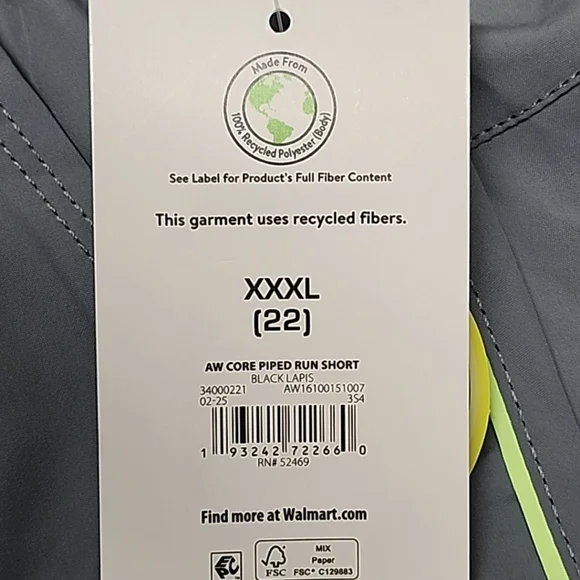 Made From
100% Recycled Polyester (Body)
See Label for Product's Full Fiber Content
This garment uses recycled fibers.
XXXL
(22)
AW CORE PIPED RUN SHORT
BLACK LAPIS
34000221 AW16100151007
02-25 3S4
1 93242 72266 0
RN# 52469
Find more at Walmart.com
EPC
FSC
MIX
Paper
FSC® C129883